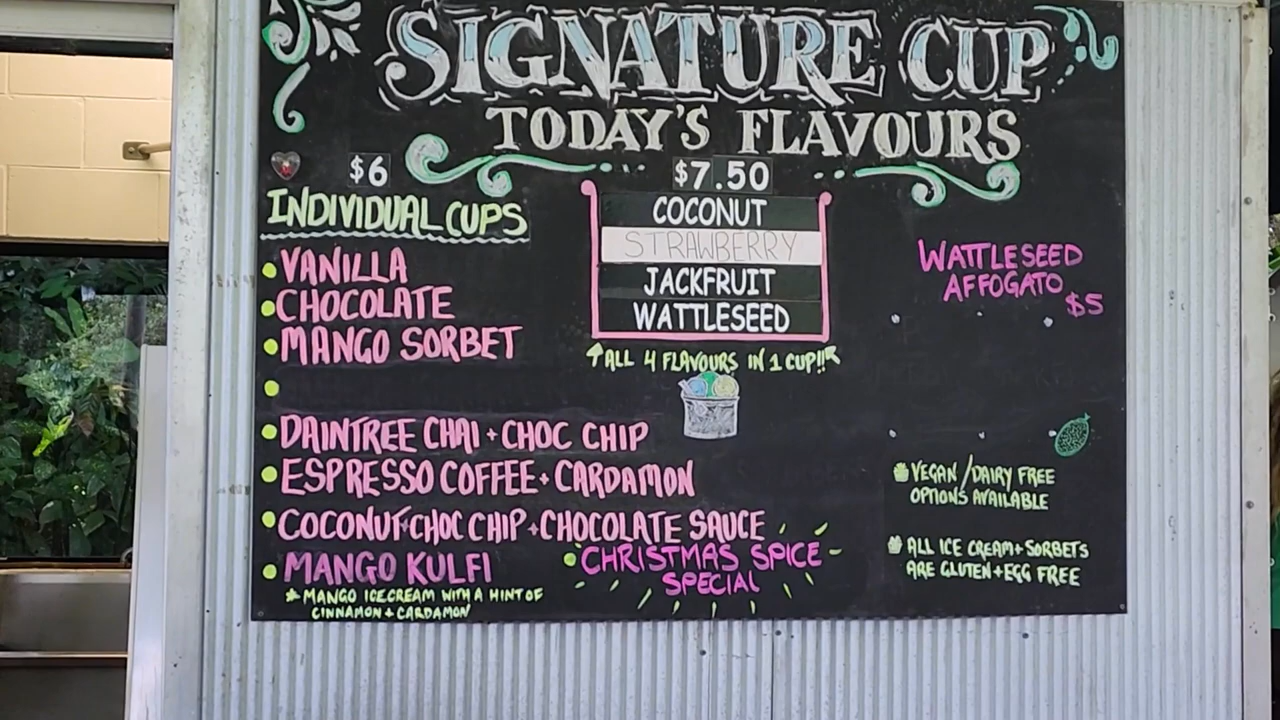 SIGNATURE CUP
TODAY'S FLAVOURS
$6
INDIVIDUAL CUPS
VANILLA
CHOCOLATE
MANGO SORBET
DAINTREE CHAI + CHOC CHIP
ESPRESSO COFFEE + CARDAMON
COCONUT + CHOC CHIP + CHOCOLATE SAUCE
MANGO KULFI
* MANGO ICECREAM WITH A HINT OF
CINNAMON + CARDAMON
CHRISTMAS SPICE
SPECIAL
$7.50
COCONUT
STRAWBERRY
JACKFRUIT
WATTLESEED
ALL 4 FLAVOURS IN 1 CUP!!
WATTLESEED
AFFOGATO
$5
VEGAN/DAIRY FREE
OPTIONS AVAILABLE
ALL ICE CREAM + SORBETS
ARE GLUTEN + EGG FREE